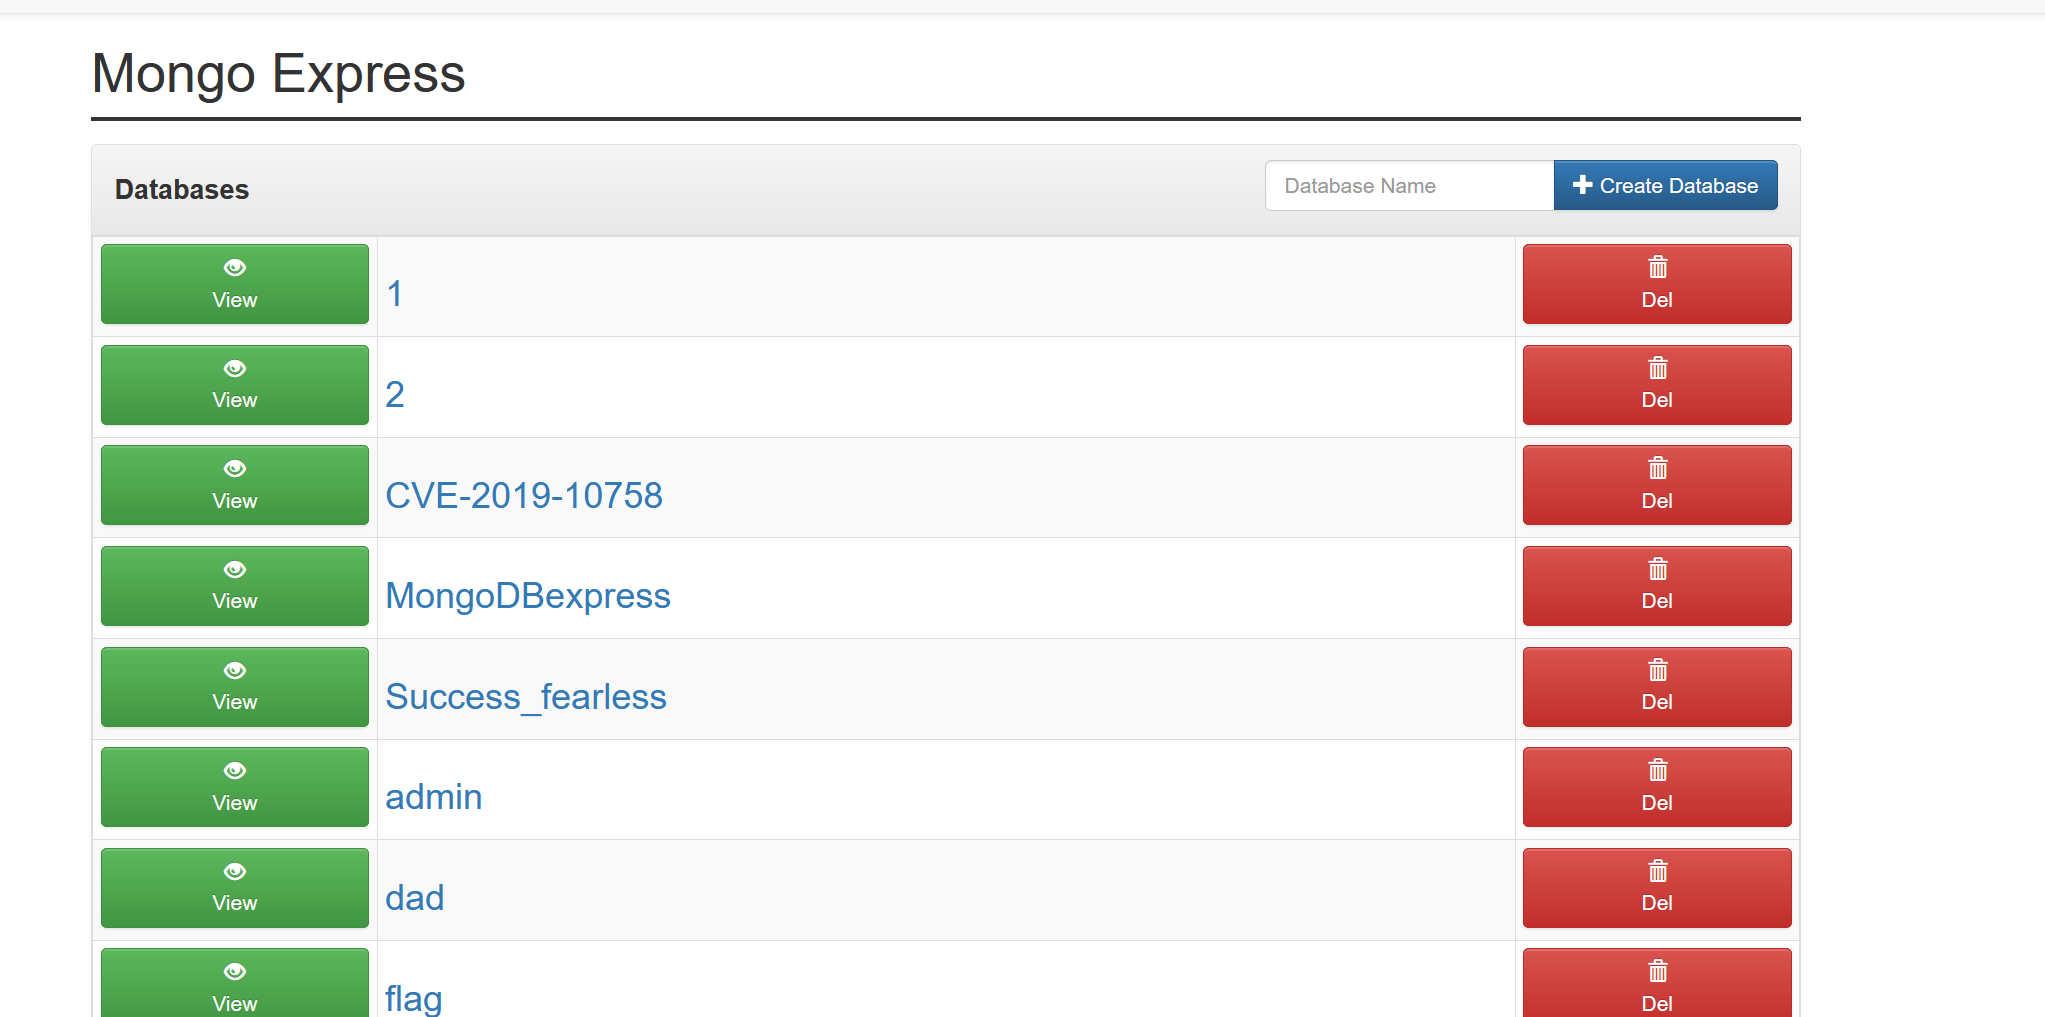 Mongo Express
Databases
Database Name
Create Database
View
1
Del
View
2
Del
View
CVE-2019-10758
Del
View
MongoDBexpress
Del
View
Success_fearless
Del
View
admin
Del
View
dad
Del
View
flag
Del